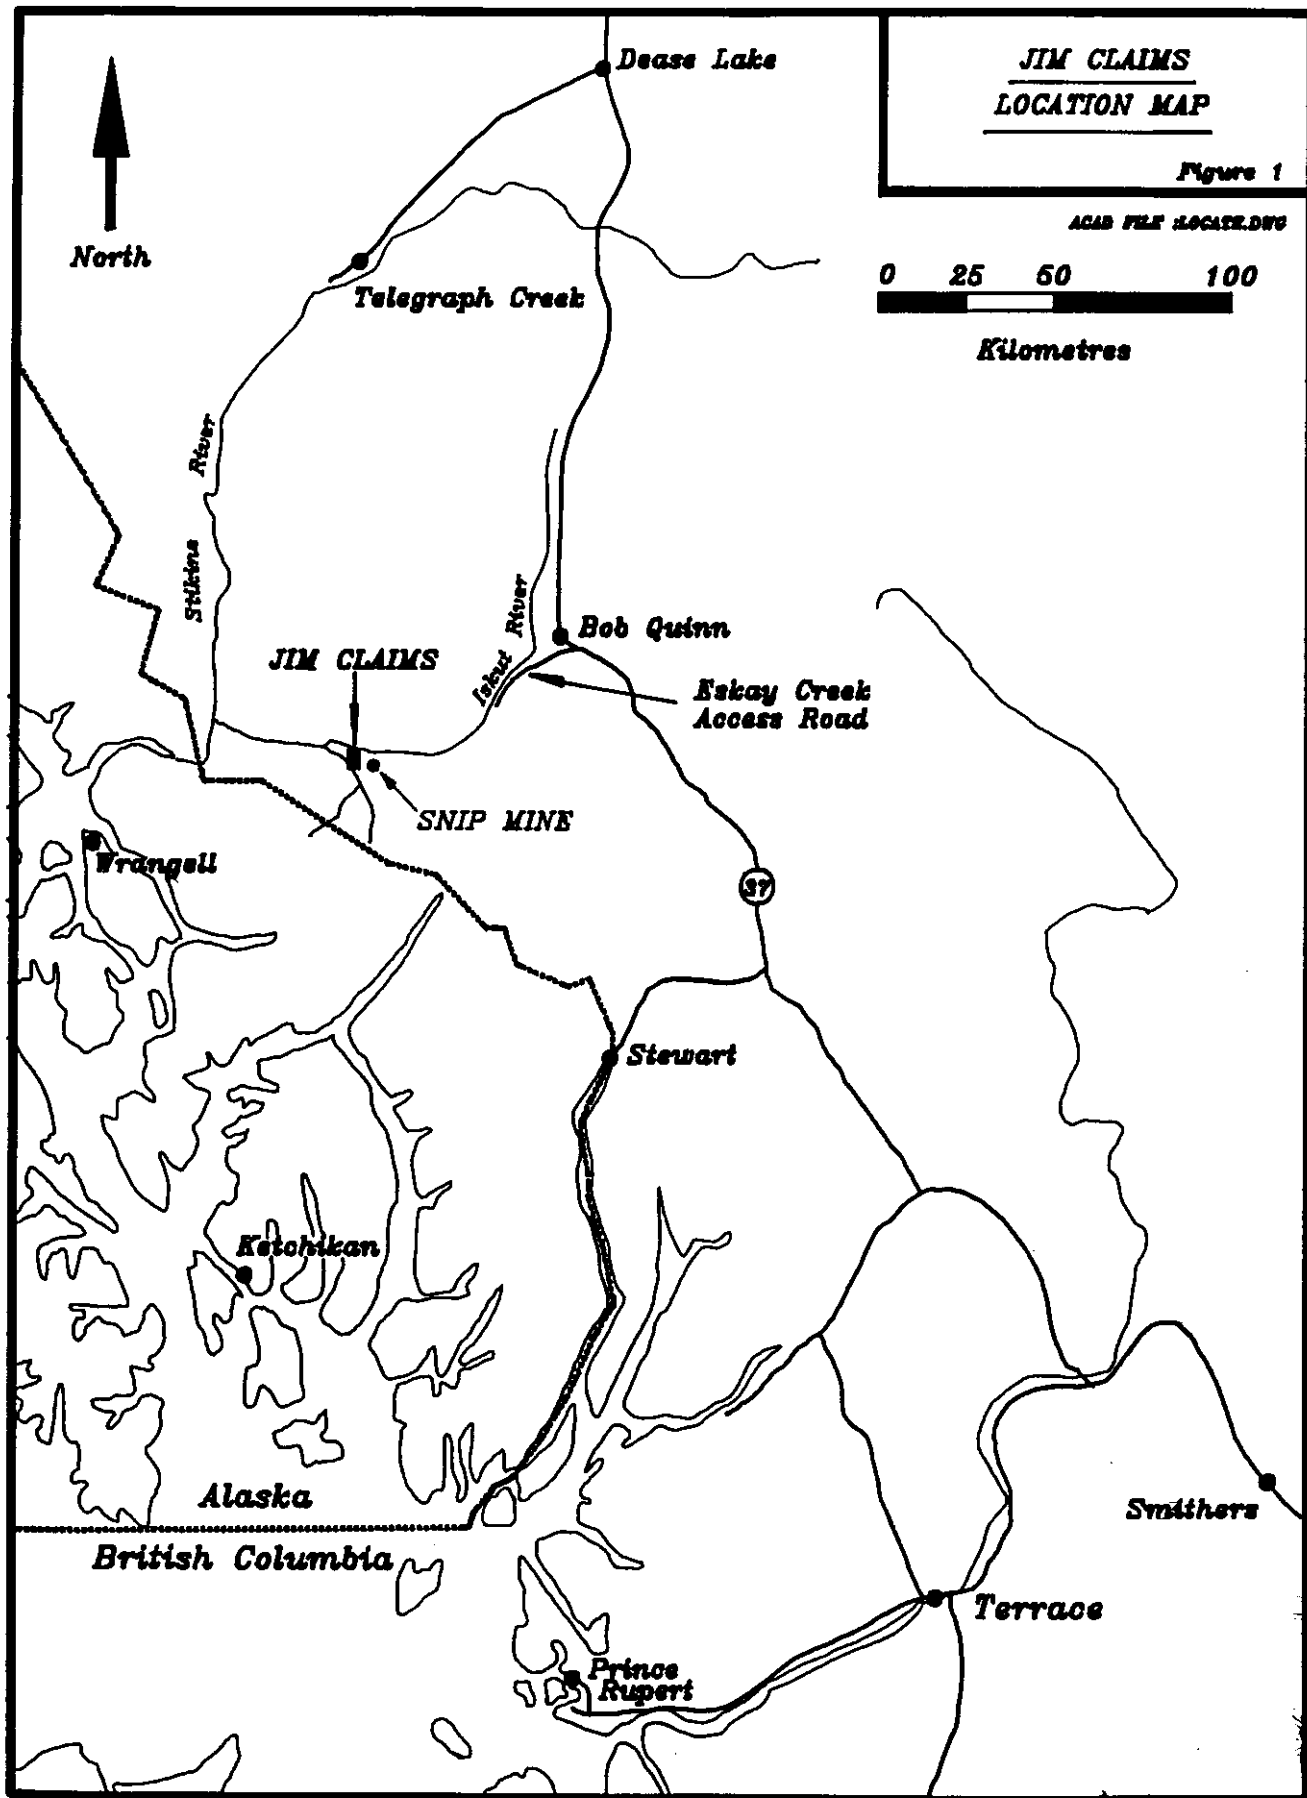 Dease Lake
JIM CLAIMS
LOCATION MAP
Figure 1
ACAD FILE :LOCATE.DWG
North
0 25 50 100
Kilometres
Telegraph Creek
Stikine River
Iskut River
Bob Quinn
JIM CLAIMS
Eskay Creek
Access Road
SNIP MINE
Wrangell
37
Stewart
Ketchikan
Alaska
British Columbia
Smithers
Terrace
Prince
Rupert